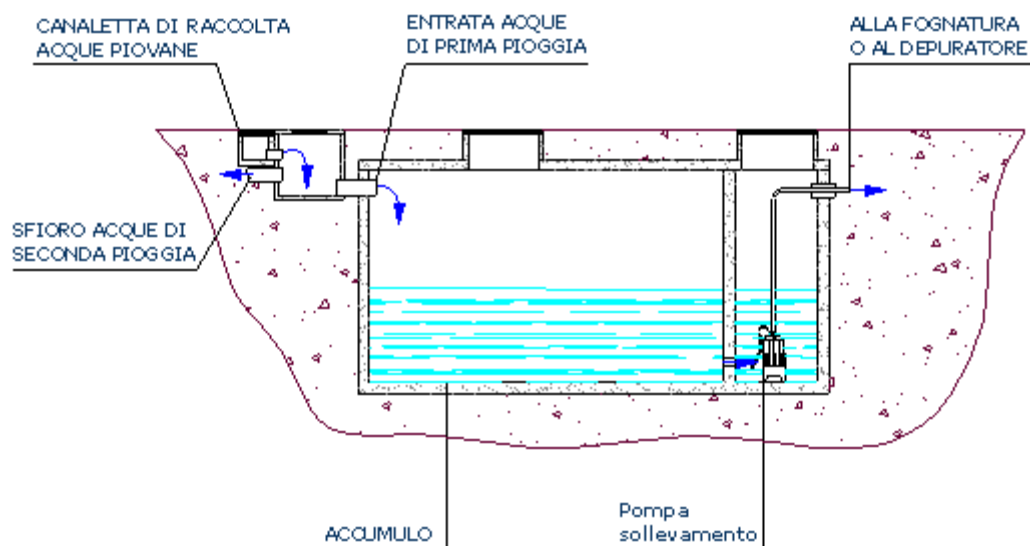 CANALETTA DI RACCOLTA
ACQUE PIOVANE
ENTRATA ACQUE
DI PRIMA PIOGGIA
ALLA FOGNATURA
O AL DEPURATORE
SFIORO ACQUE DI
SECONDA PIOGGIA
ACCUMULO
Pompa
sollevamento